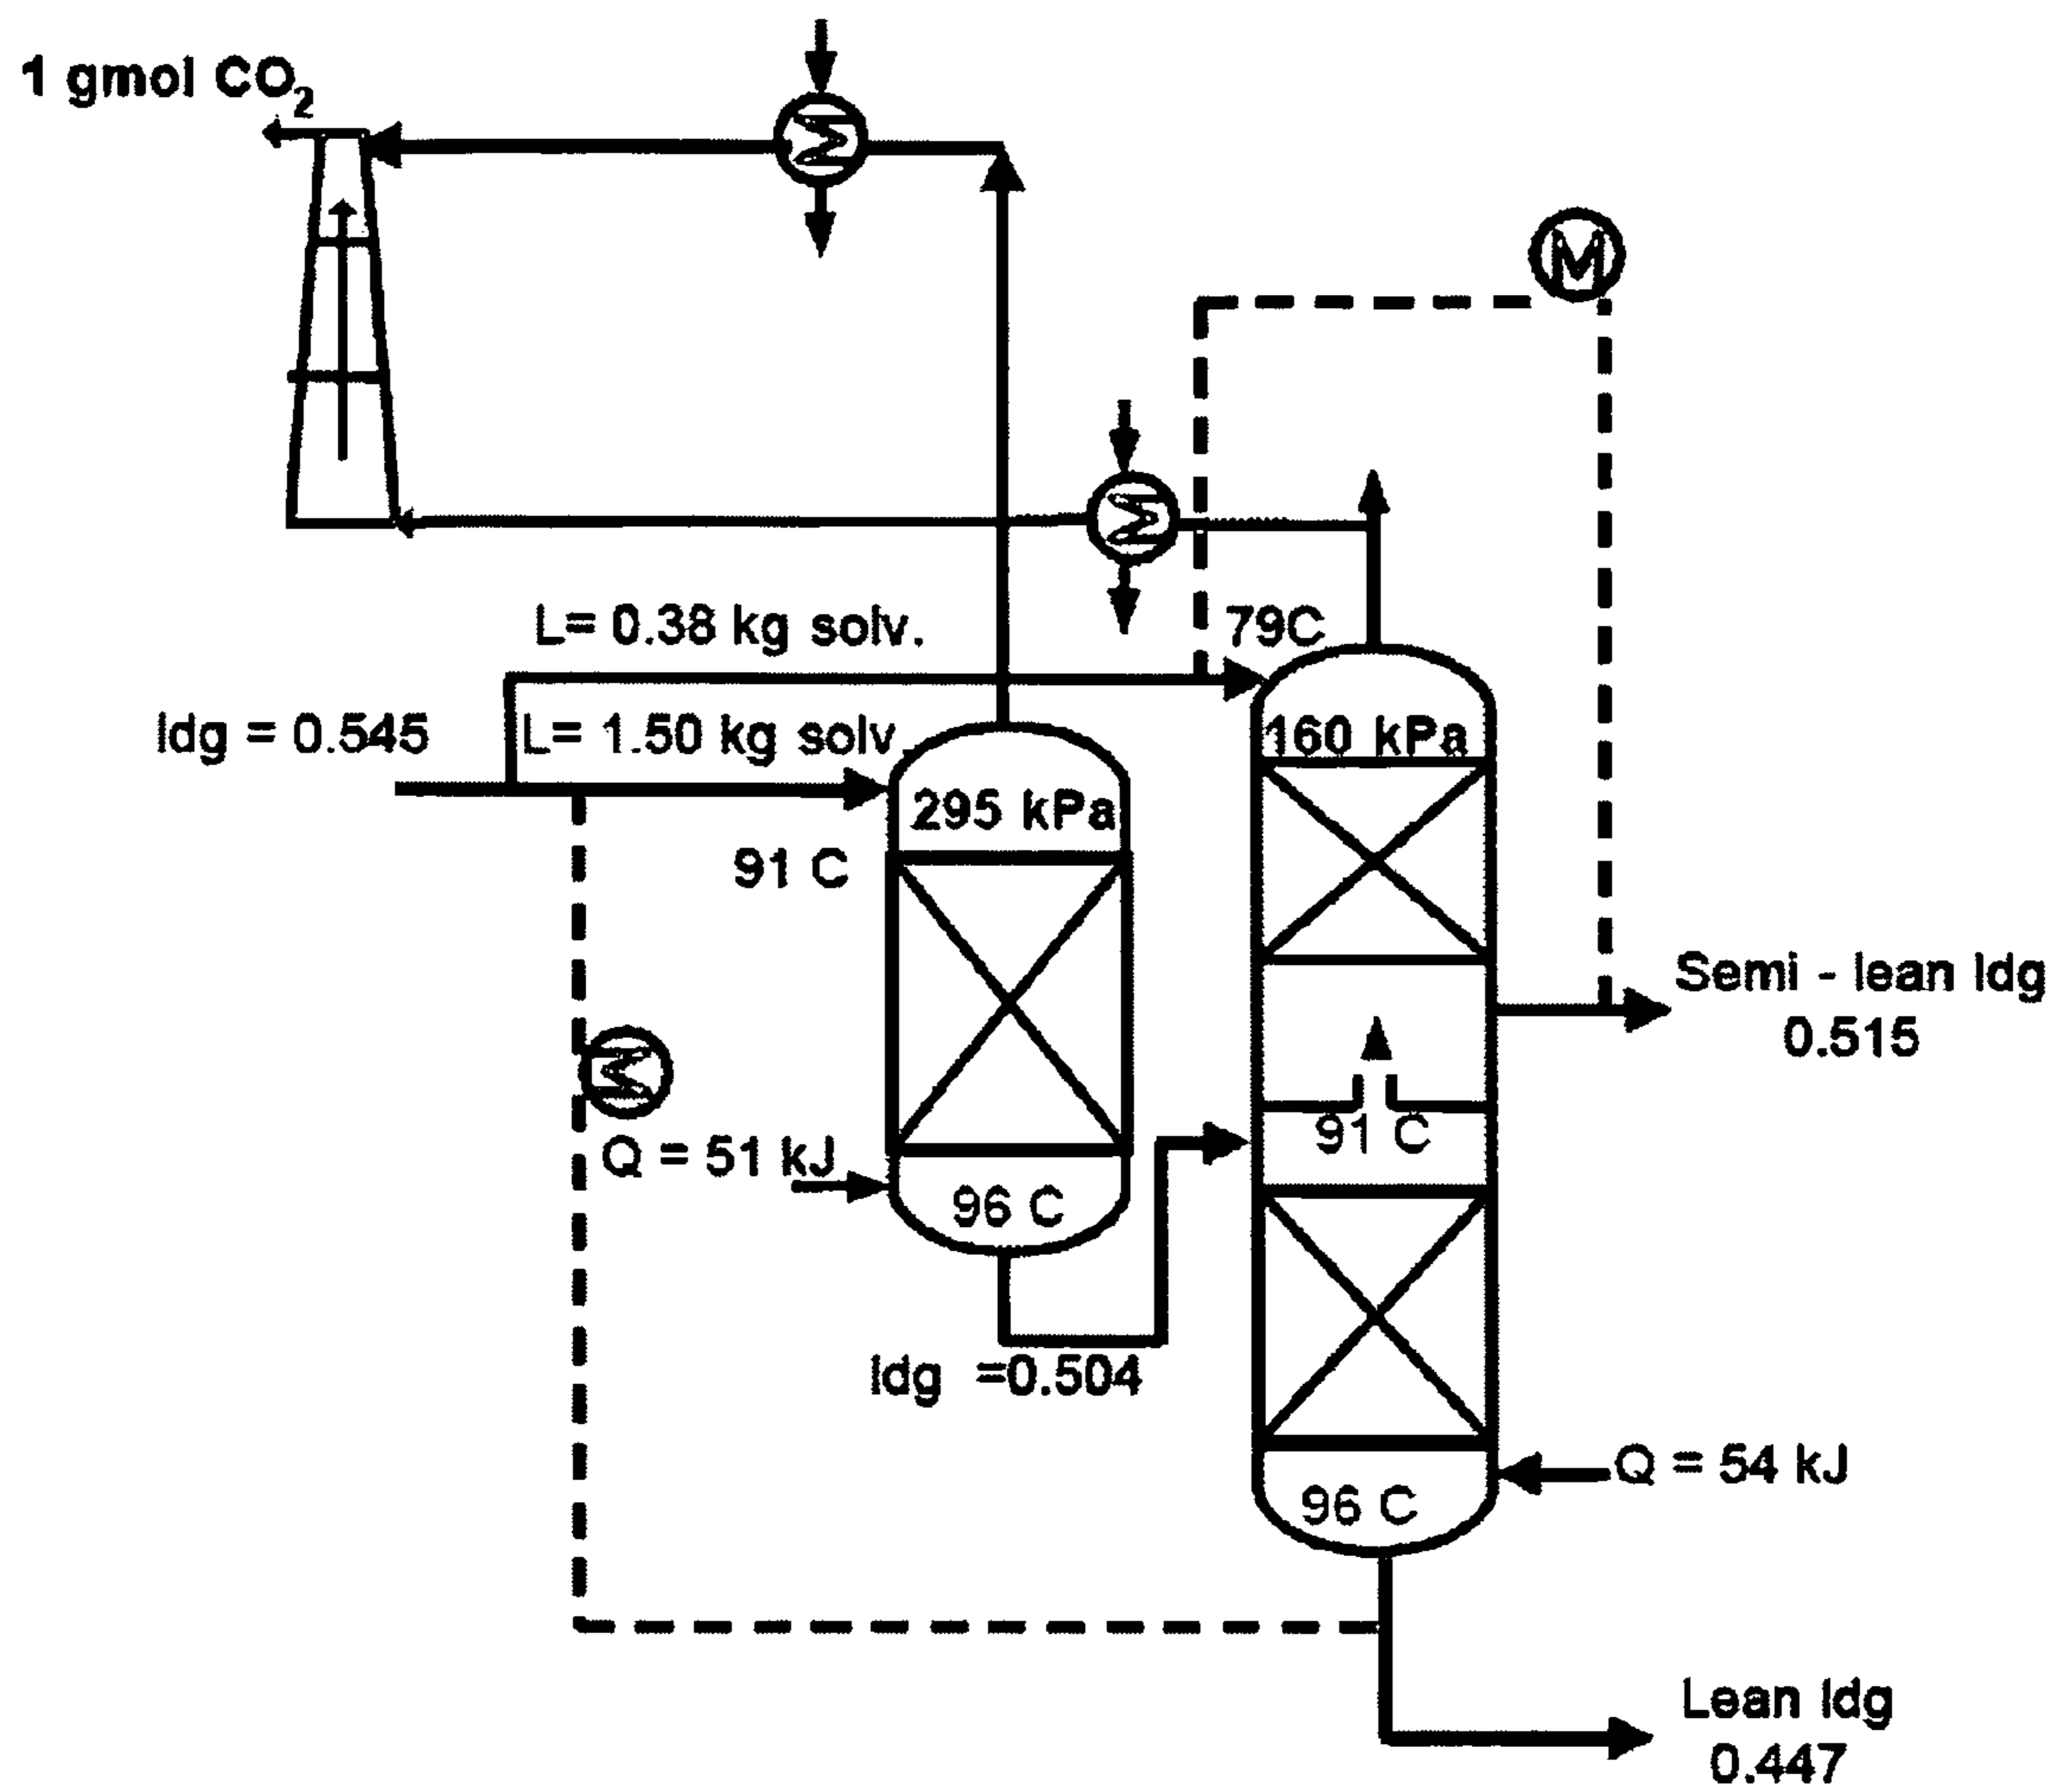 1 gmol CO₂
M
L= 0.38 kg solv.
79C
ldg = 0.545
L= 1.50 kg solv.
160 kPa
295 kPa
91 C
Semi - lean ldg
0.515
91 C
Q = 51 kJ
96 C
ldg =0.504
Q = 54 kJ
96 C
Lean ldg
0.447